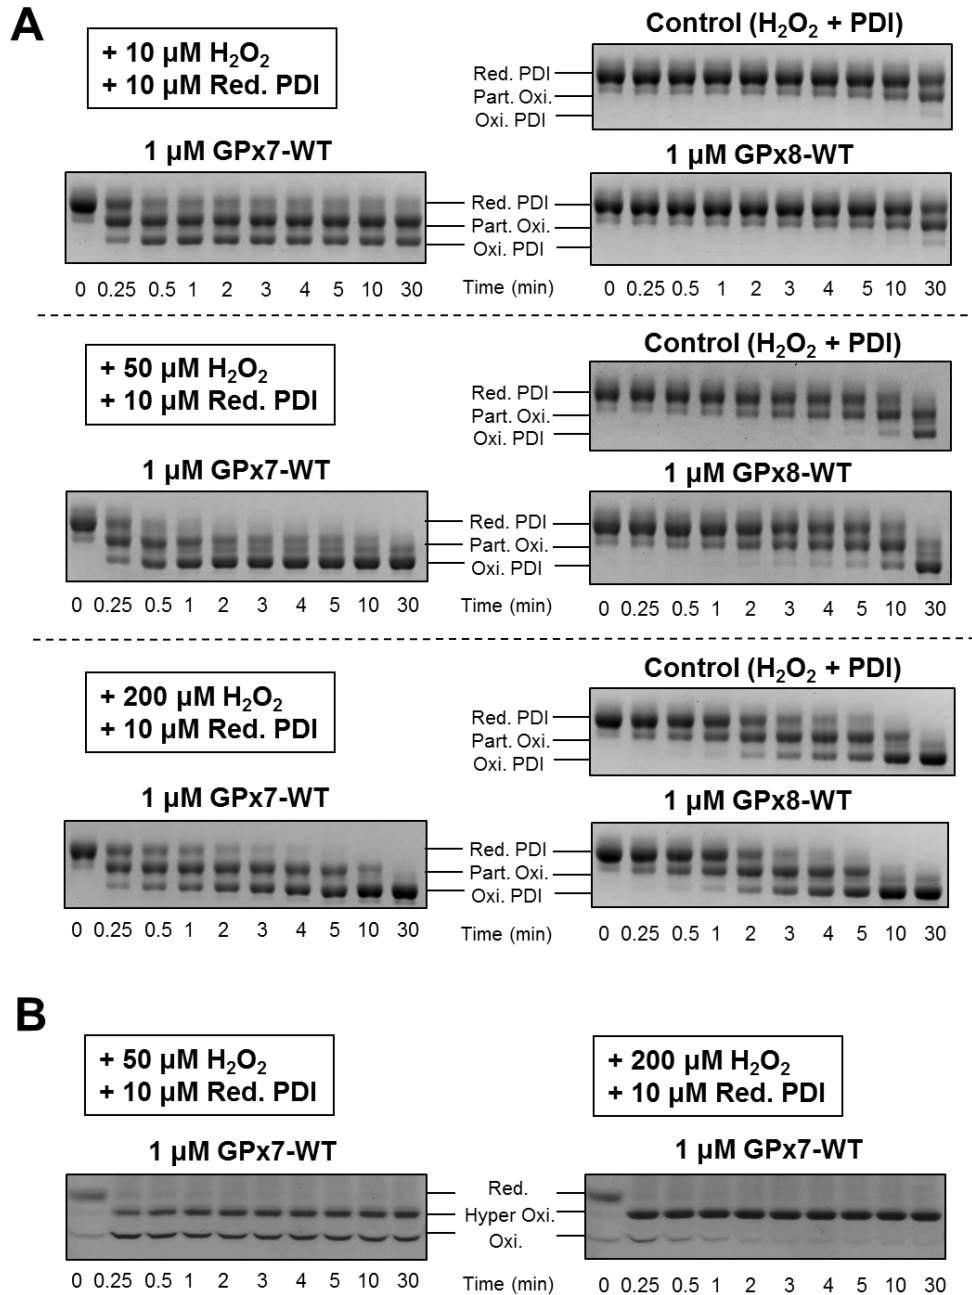 A
+ 10 µM H₂O₂
+ 10 µM Red. PDI
Control (H₂O₂ + PDI)
Red. PDI
Part. Oxi.
Oxi. PDI
1 µM GPx7-WT
1 µM GPx8-WT
Red. PDI
Part. Oxi.
Oxi. PDI
0 0.25 0.5 1 2 3 4 5 10 30
Time (min)
0 0.25 0.5 1 2 3 4 5 10 30
+ 50 µM H₂O₂
+ 10 µM Red. PDI
Control (H₂O₂ + PDI)
Red. PDI
Part. Oxi.
Oxi. PDI
1 µM GPx7-WT
1 µM GPx8-WT
Red. PDI
Part. Oxi.
Oxi. PDI
0 0.25 0.5 1 2 3 4 5 10 30
Time (min)
0 0.25 0.5 1 2 3 4 5 10 30
+ 200 µM H₂O₂
+ 10 µM Red. PDI
Control (H₂O₂ + PDI)
Red. PDI
Part. Oxi.
Oxi. PDI
1 µM GPx7-WT
1 µM GPx8-WT
Red. PDI
Part. Oxi.
Oxi. PDI
0 0.25 0.5 1 2 3 4 5 10 30
Time (min)
0 0.25 0.5 1 2 3 4 5 10 30
B
+ 50 µM H₂O₂
+ 10 µM Red. PDI
+ 200 µM H₂O₂
+ 10 µM Red. PDI
1 µM GPx7-WT
1 µM GPx7-WT
Red.
Hyper Oxi.
Oxi.
0 0.25 0.5 1 2 3 4 5 10 30
Time (min)
0 0.25 0.5 1 2 3 4 5 10 30